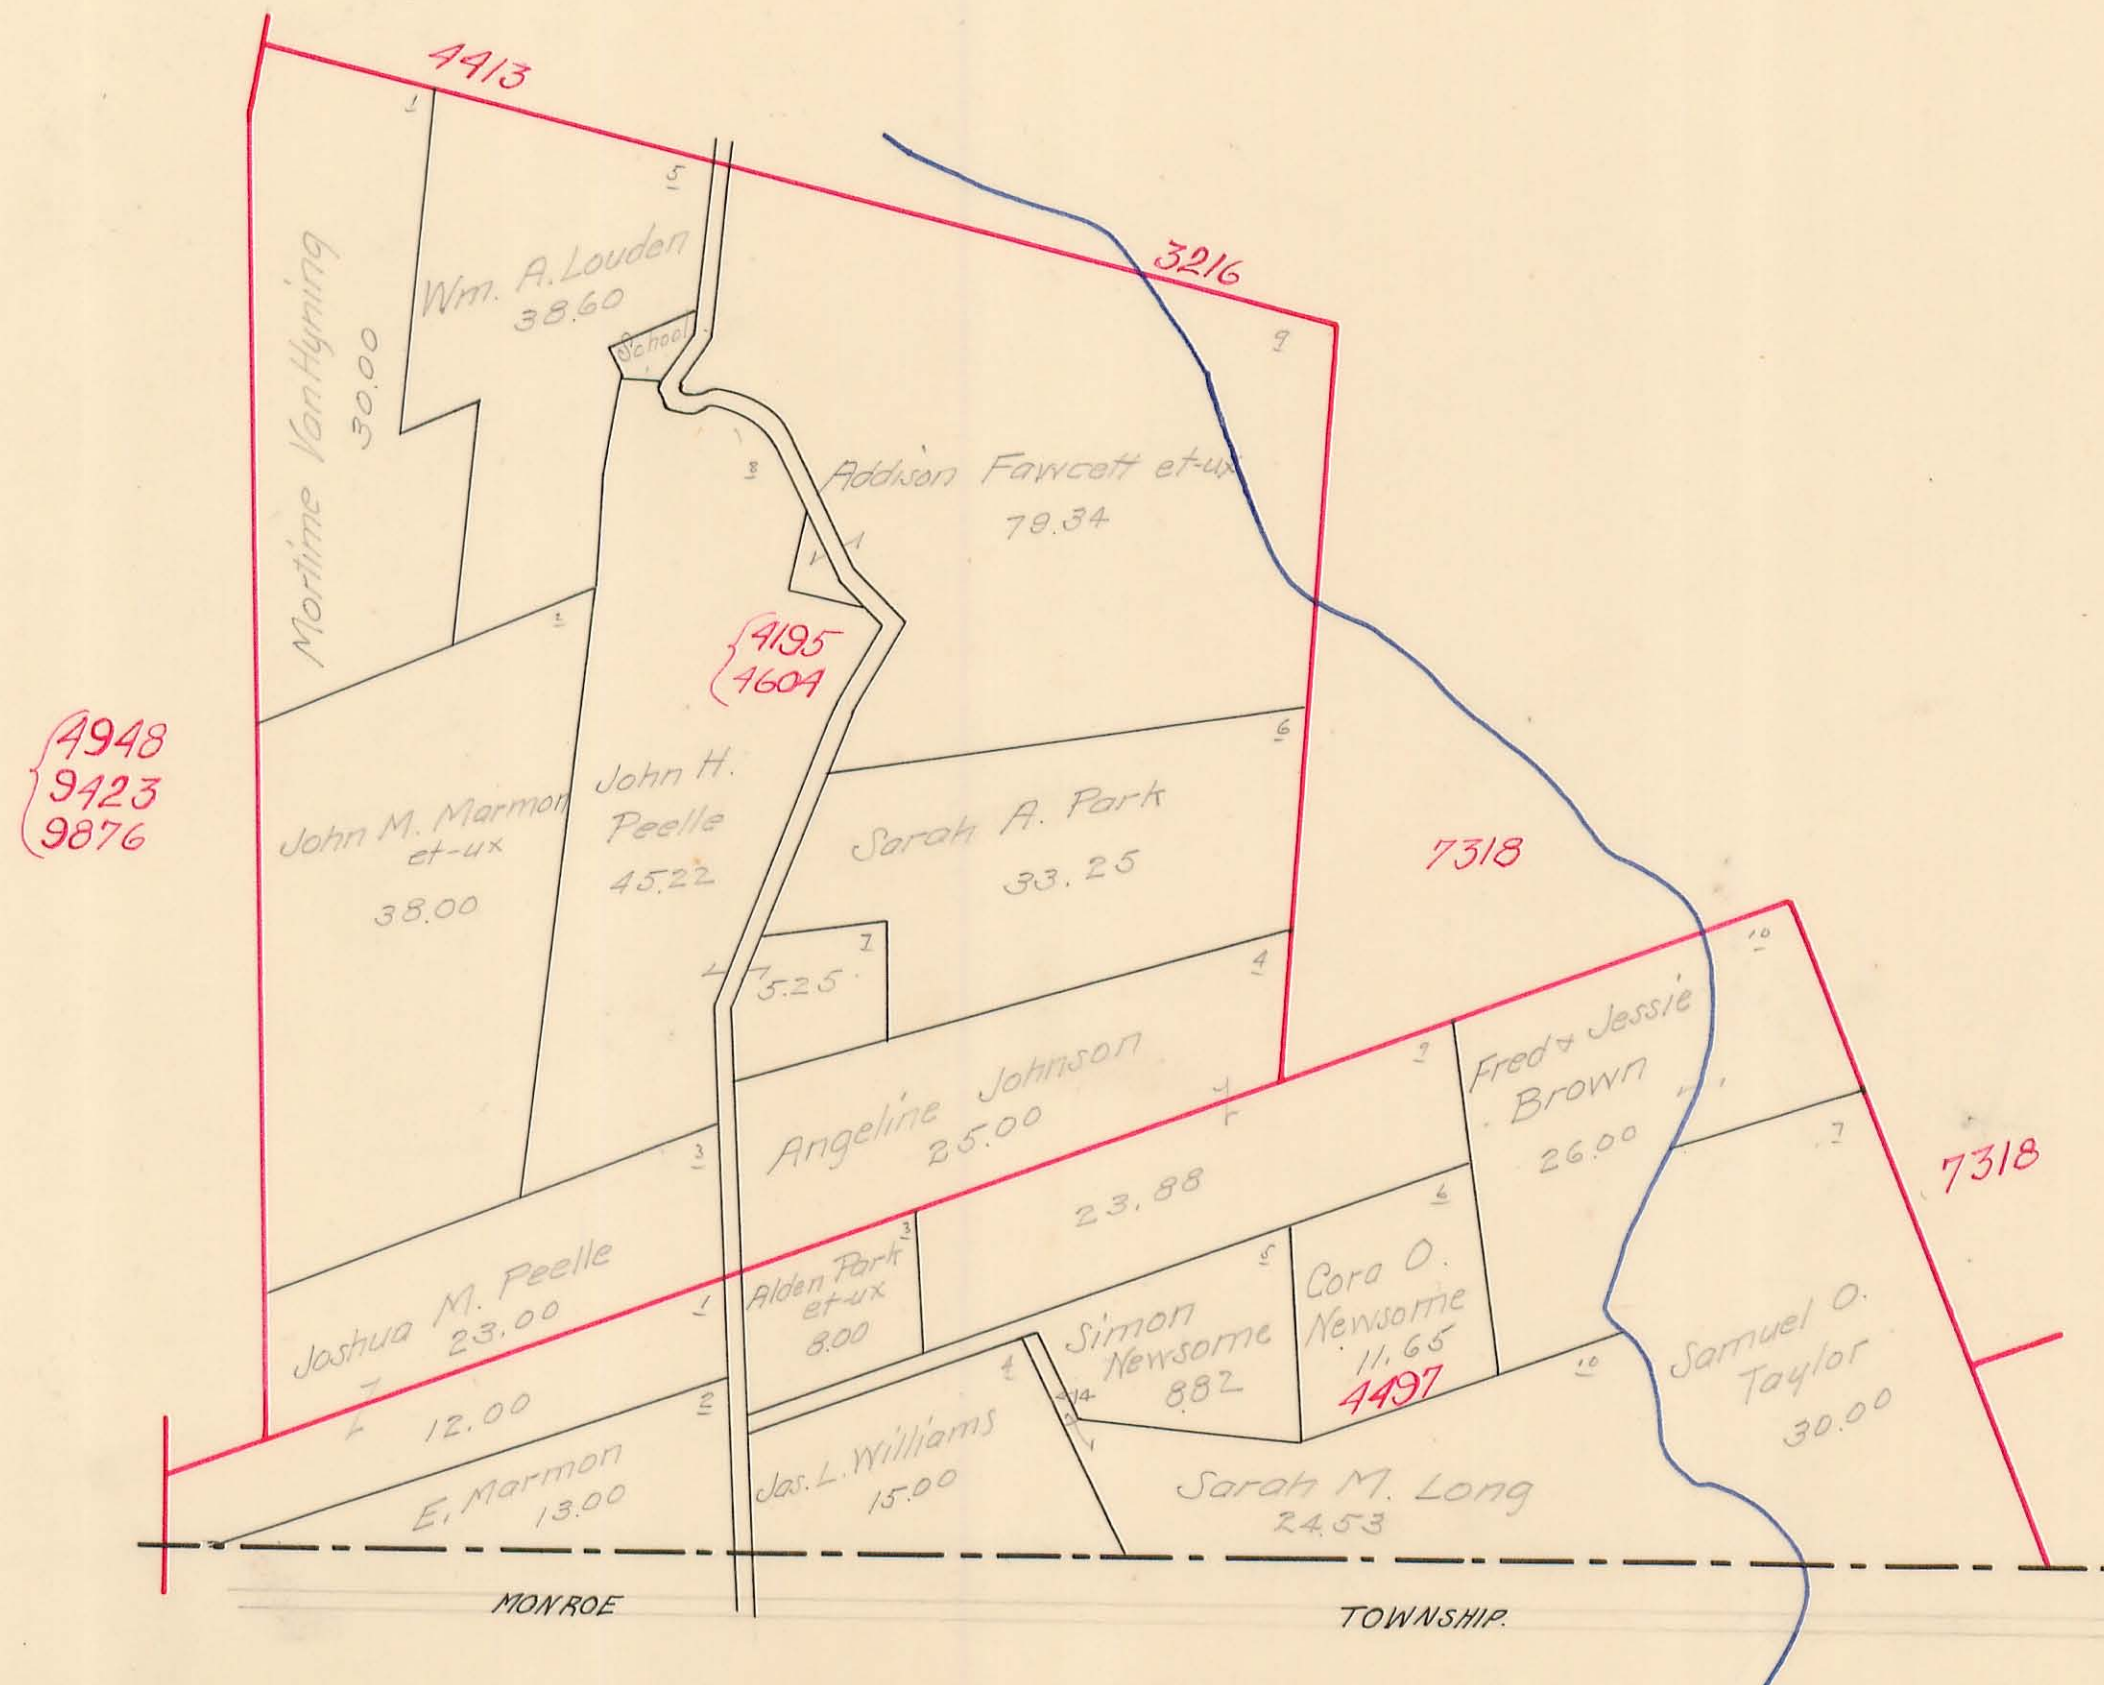 4413
1
5
Wm. A. Louden
38.60
School
Mortime VanHyning
30.00
3216
9
8
Addison Fawcett et-ux
79.34
2
4195
4604
4948
9423
9876
John M. Marmon
et-ux
38.00
John H.
Peelle
45.22
6
Sarah A. Park
33.25
7318
7
5.25
4
10
Angeline Johnson
25.00
3
9
Fred & Jessie
Brown
26.00
7
7318
Joshua M. Peelle
23.00
1
12.00
2
E. Marmon
13.00
3
Alden Park
et-ux
8.00
23.88
6
5
Simon
Newsome
8.82
Cora O.
Newsome
11.65
4497
4
Jas. L. Williams
15.00
Sarah M. Long
24.53
10
Samuel O.
Taylor
30.00
MONROE TOWNSHIP.